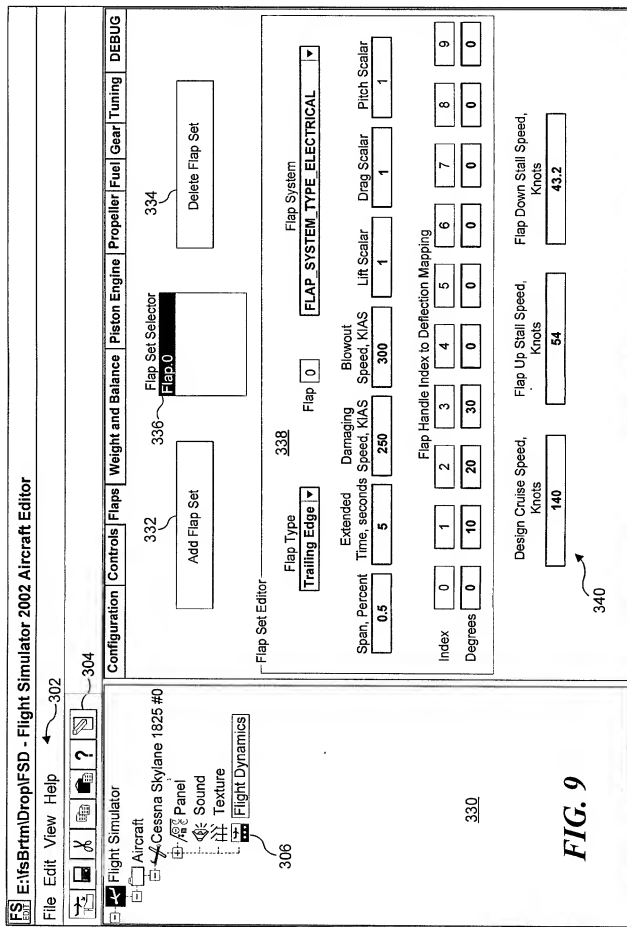 FS EDIT E:\fsBrtm\Drop\FSD - Flight Simulator 2002 Aircraft Editor
File Edit View Help
302
?
304
Flight Simulator
Aircraft
Cessna Skylane 1825 #0
Panel
Sound
Texture
Flight Dynamics
306
330
FIG. 9
Configuration Controls Flaps Weight and Balance Piston Engine Propeller Fuel Gear Tuning DEBUG
332
336
334
Add Flap Set
Flap Set Selector
Flap.0
Delete Flap Set
Flap Set Editor
338
Flap Type
Trailing Edge
Flap 0
Flap System
FLAP_SYSTEM_TYPE_ELECTRICAL
Span, Percent
0.5
Extended Time, seconds
5
Damaging Speed, KIAS
250
Blowout Speed, KIAS
300
Lift Scalar
1
Drag Scalar
1
Pitch Scalar
1
Flap Handle Index to Deflection Mapping
Index 0 1 2 3 4 5 6 7 8 9
Degrees 0 10 20 30 0 0 0 0 0 0
Design Cruise Speed,
Knots
140
Flap Up Stall Speed,
Knots
54
Flap Down Stall Speed,
Knots
43.2
340